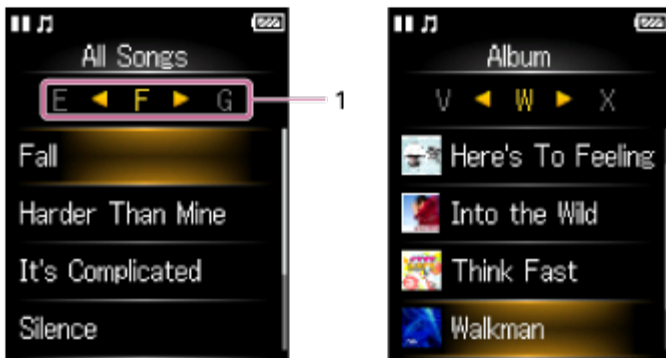 All Songs
E F G
1
Fall
Harder Than Mine
It's Complicated
Silence
Album
V W X
Here's To Feeling
Into the Wild
Think Fast
Walkman